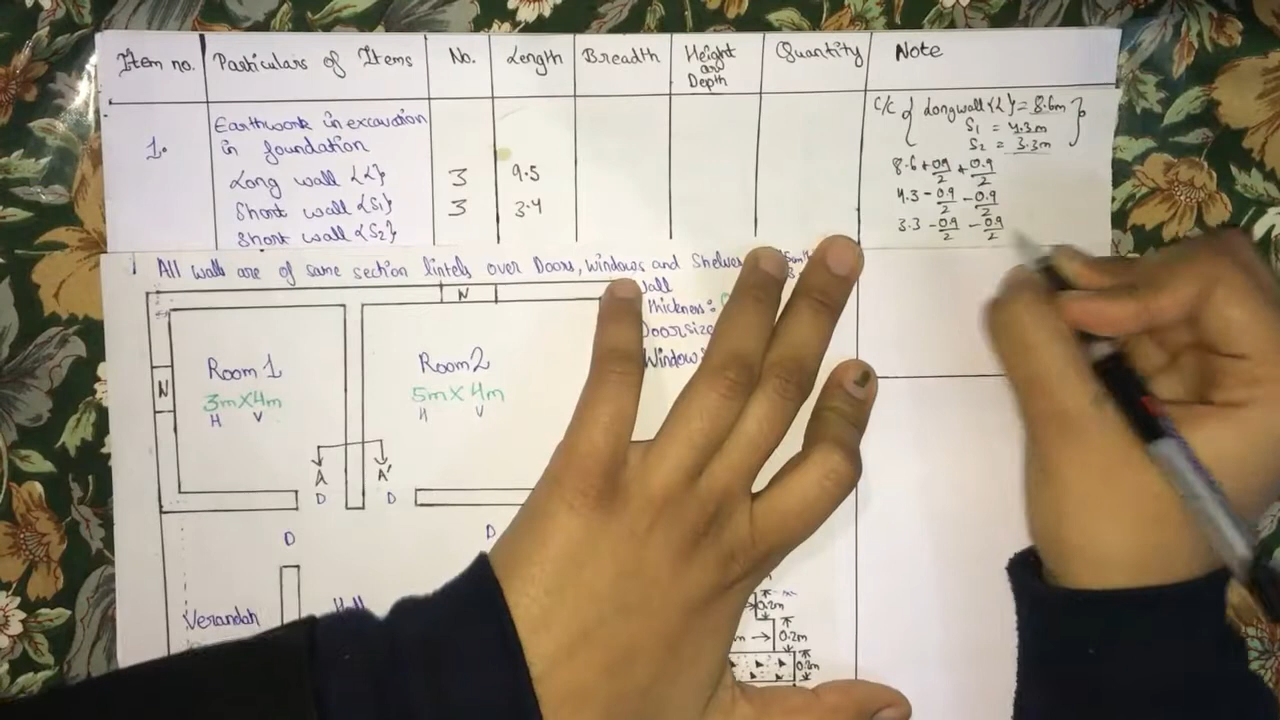 Item no. Particulars of Items No. Length Breadth Height or Depth Quantity Note
1. Earthwork in excavation in foundation
Long wall {L} 3 9.5
Short wall {S1} 3 3.4
Short wall {S2}
C/C { Longwall {L} = 8.6m }
S1 = 4.3m
S2 = 3.3m
8.6 + 0.9/2 + 0.9/2
4.3 - 0.9/2 - 0.9/2
3.3 - 0.9/2 - 0.9/2
All walls are of same section lintels over Doors, windows and Shelves
Wall
Thickness:
Doorsize
Window
N
Room 1
3m X 4m
H V
Room 2
5m X 4m
H V
N
A A'
D D
D D
Verandah
0.2m
0.2m
0.2m